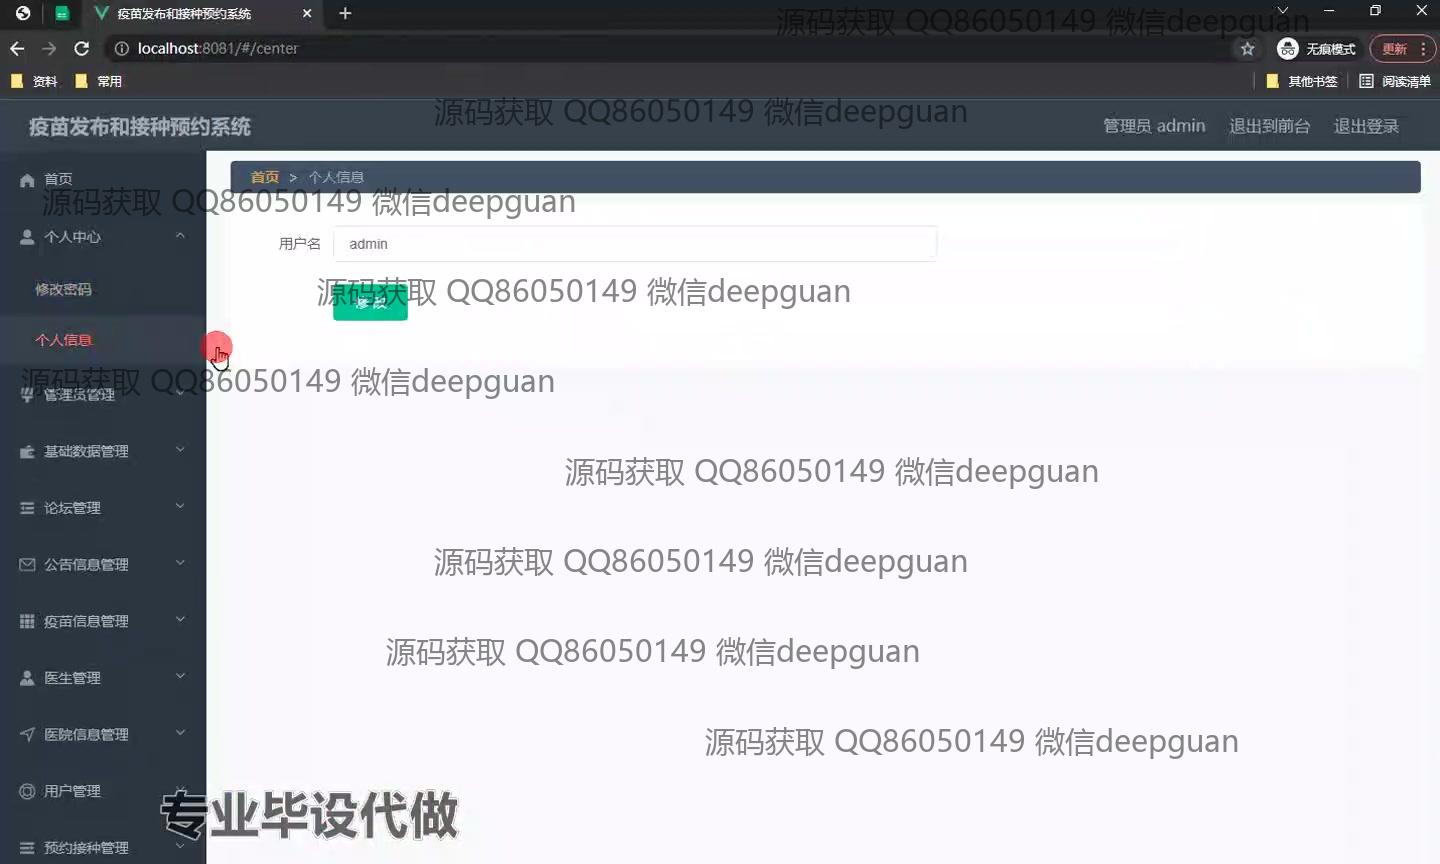 疫苗发布和接种预约系统
源码获取 QQ86050149 微信deepguan
localhost:8081/#/center
无痕模式
更新
资料
常用
其他书签
阅读清单
源码获取 QQ86050149 微信deepguan
疫苗发布和接种预约系统
管理员 admin
退出到前台
退出登录
首页
首页 > 个人信息
源码获取 QQ86050149 微信deepguan
个人中心
用户名
admin
修改密码
源码获取 QQ86050149 微信deepguan
修改
个人信息
源码获取 QQ86050149 微信deepguan
管理员管理
基础数据管理
源码获取 QQ86050149 微信deepguan
论坛管理
公告信息管理
源码获取 QQ86050149 微信deepguan
疫苗信息管理
源码获取 QQ86050149 微信deepguan
医生管理
医院信息管理
源码获取 QQ86050149 微信deepguan
用户管理
专业毕设代做
预约接种管理